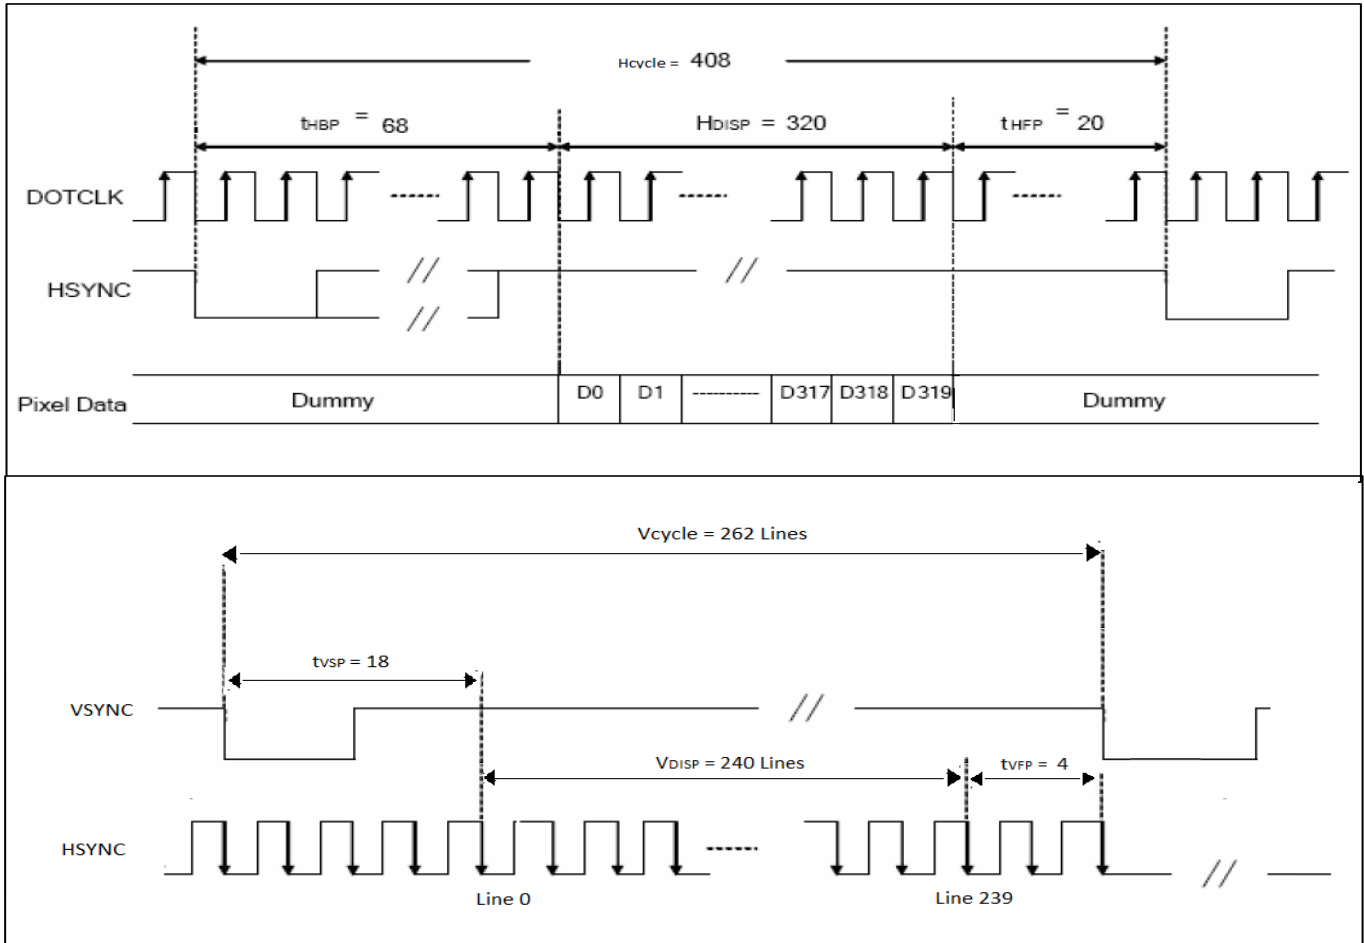 Hcycle = 408
tHBP = 68
HDISP = 320
tHFP = 20
DOTCLK
HSYNC
Pixel Data
Dummy
D0
D1
D317
D318
D319
Dummy
Vcycle = 262 Lines
tVSP = 18
VSYNC
VDISP = 240 Lines
tVFP = 4
HSYNC
Line 0
Line 239